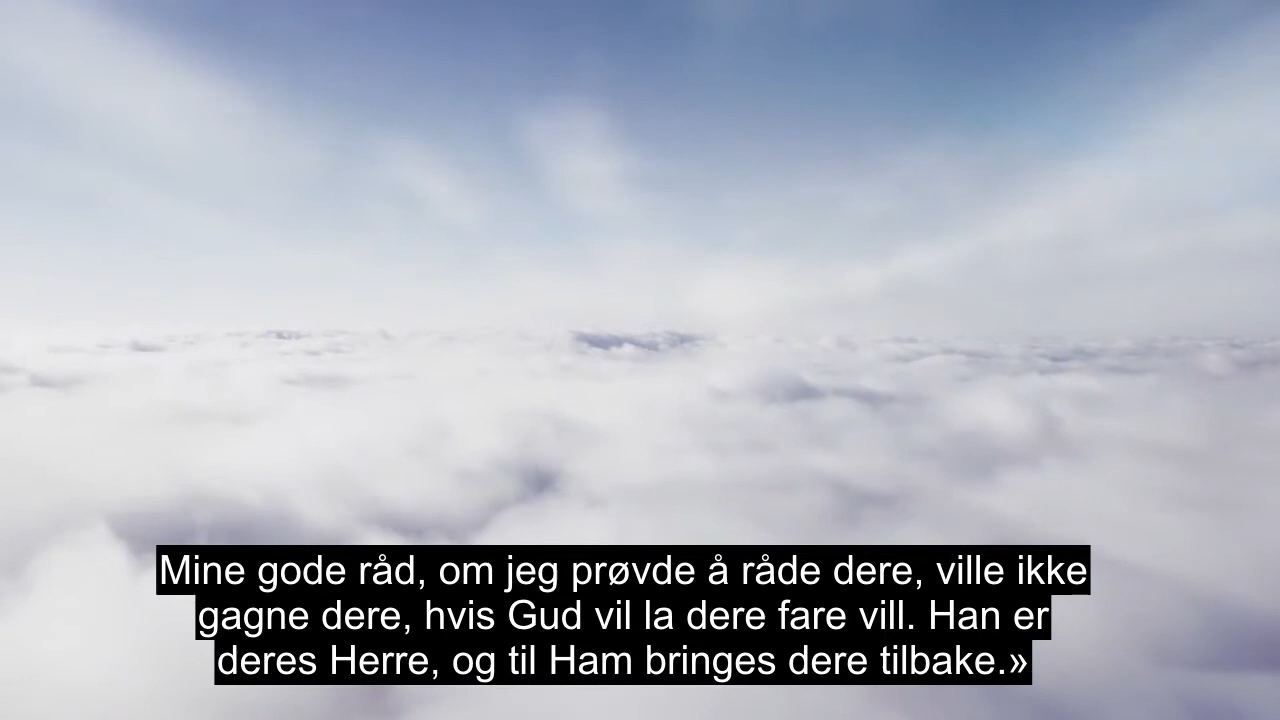 Mine gode råd, om jeg prøvde å råde dere, ville ikke
gagne dere, hvis Gud vil la dere fare vill. Han er
deres Herre, og til Ham bringes dere tilbake.»